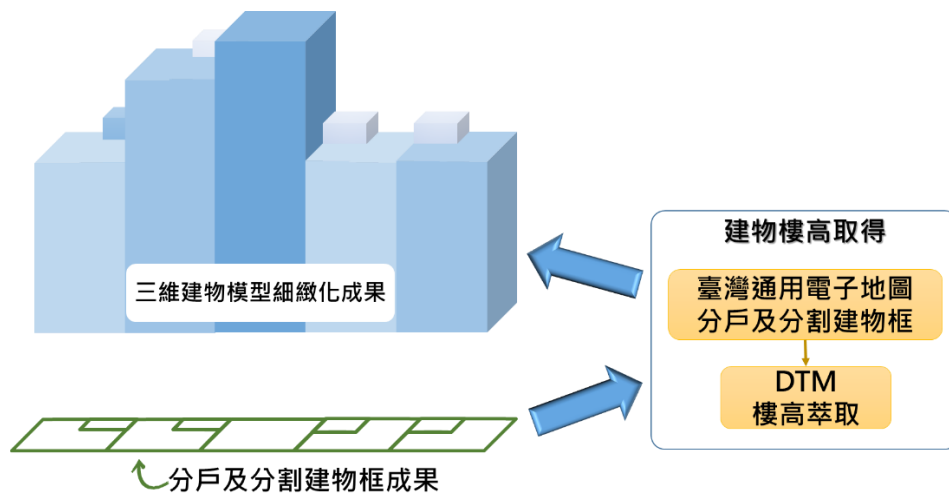 建物樓高取得
臺灣通用電子地圖
分戶及分割建物框
DTM
樓高萃取
三維建物模型細緻化成果
分戶及分割建物框成果